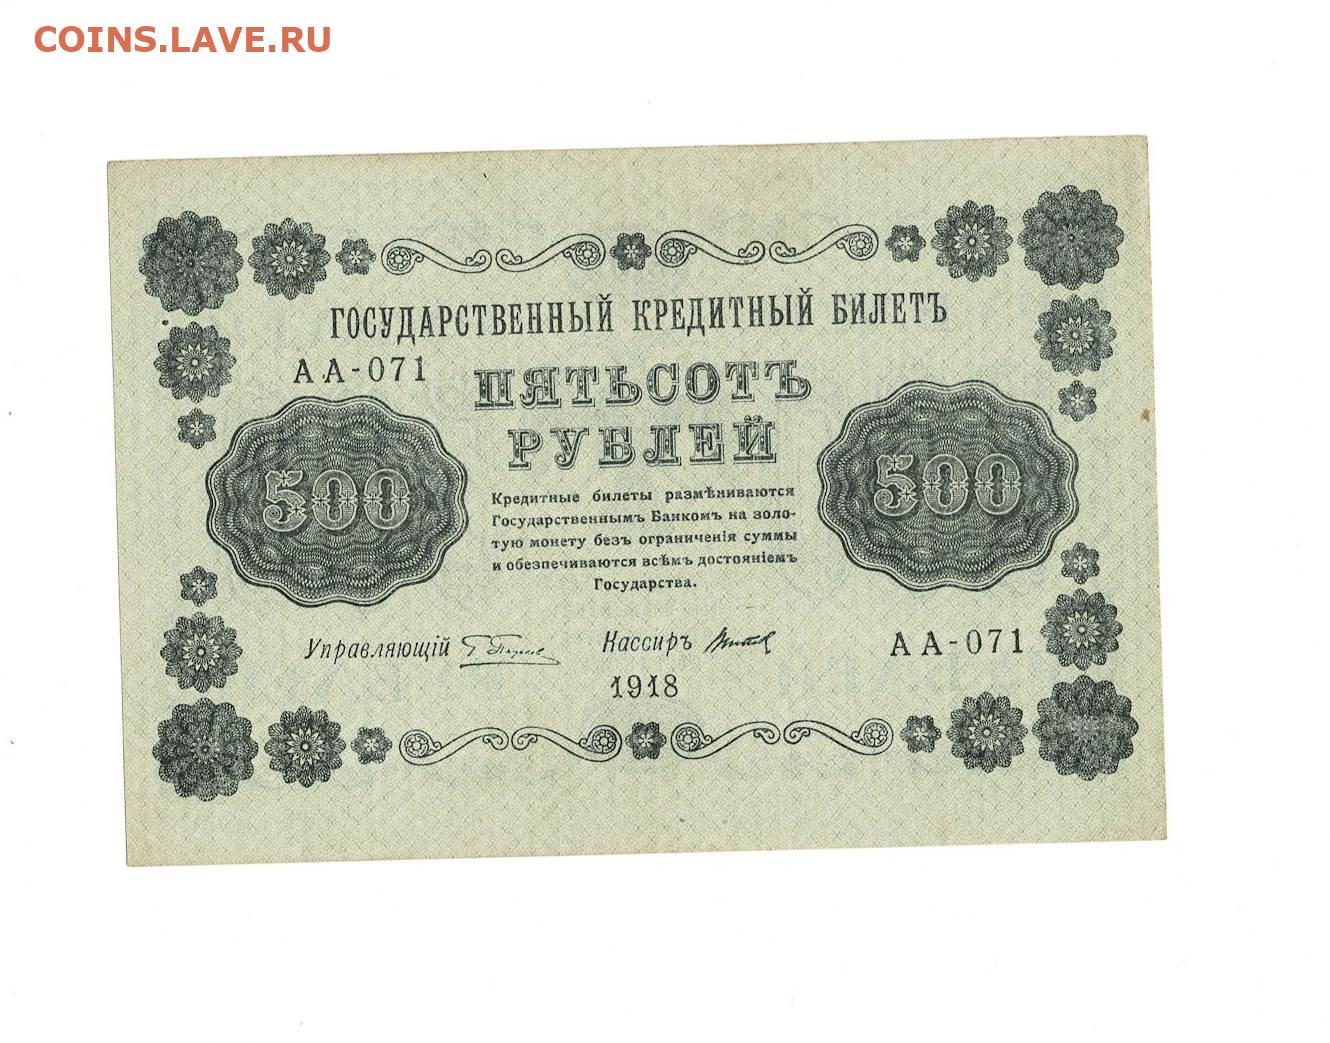 COINS.LAVE.RU
ГОСУДАРСТВЕННЫЙ КРЕДИТНЫЙ БИЛЕТЪ
АА-071
ПЯТЬСОТЪ
РУБЛЕЙ
500
500
Кредитные билеты размѣниваются
Государственнымъ Банкомъ на золо-
тую монету безъ ограниченія суммы
и обезпечиваются всѣмъ достояніемъ
Государства.
Управляющій
Кассиръ
АА-071
1918